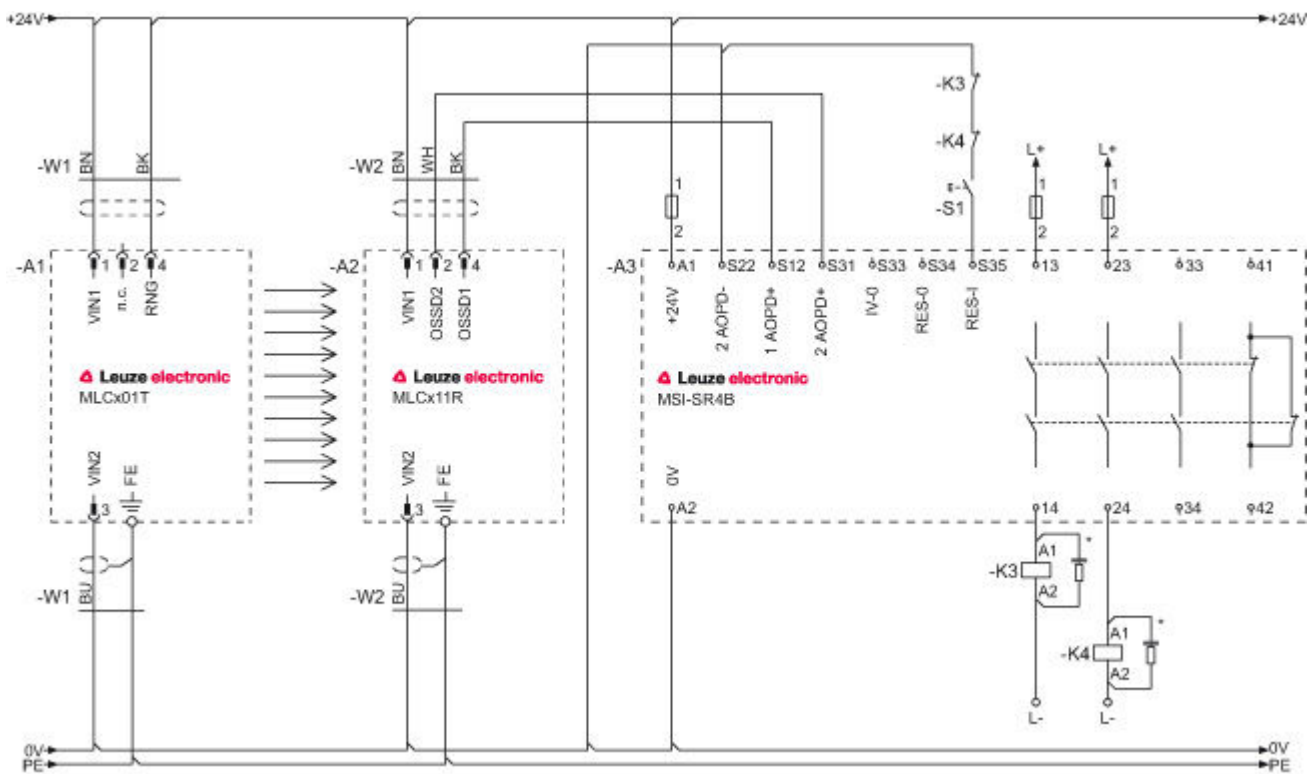 +24V +24V
-K3
-K4
L+ L+
-W1 BN BK -W2 BN WH BK
1 1 1
E- -S1
2 2 2
-A1 1 2 4 -A2 1 2 4 -A3 A1 S22 S12 S31 S33 S34 S35 13 23 33 41
VIN1 n.c. RNG VIN1 OSSD2 OSSD1 +24V 2 AOPD- 1 AOPD+ 2 AOPD+ IV-0 RES-0 RES-I
Leuze electronic Leuze electronic Leuze electronic
MLCx01T MLCx11R MSI-SR4B
VIN2 FE VIN2 FE 0V
3 3 A2 14 24 34 42
A1 *
-K3
A2
-W1 BU -W2 BU
A1 *
-K4
A2
L- L-
0V 0V
PE PE